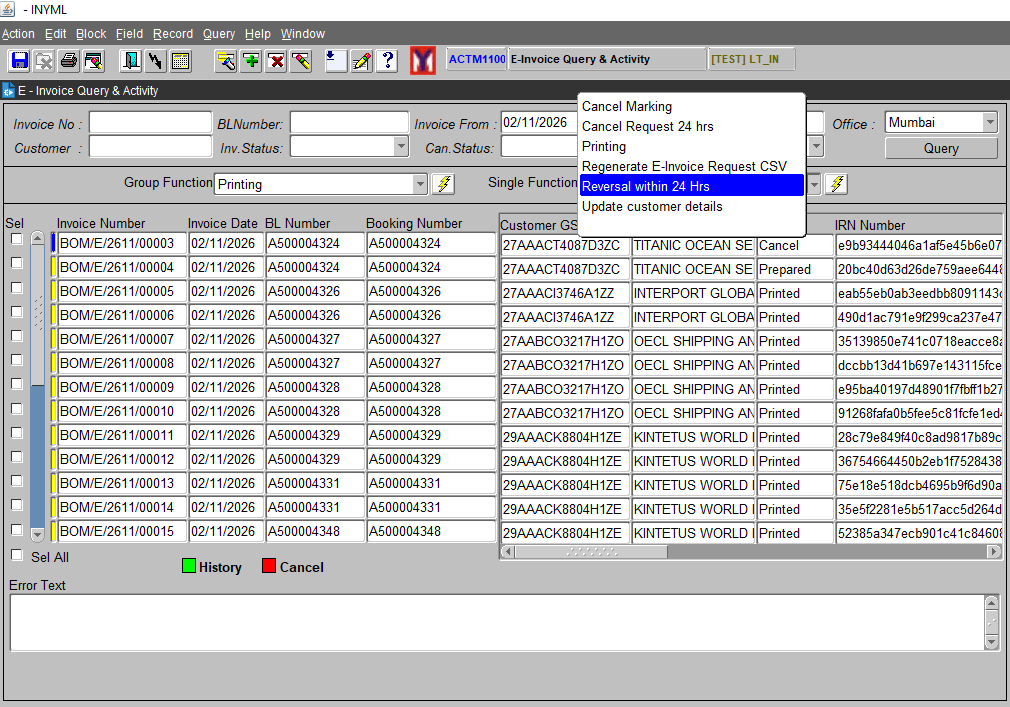 - INYML
Action Edit Block Field Record Query Help Window
ACTM1100 E-Invoice Query & Activity [TEST] LT_IN
E - Invoice Query & Activity
Invoice No : BLNumber: Invoice From : 02/11/2026 Office : Mumbai
Customer : Inv.Status: Can.Status: Query
Cancel Marking
Cancel Request 24 hrs
Printing
Regenerate E-Invoice Request CSV
Reversal within 24 Hrs
Update customer details
Group Function Printing Single Function
Sel Invoice Number Invoice Date BL Number Booking Number Customer GS IRN Number
BOM/E/2611/00003 02/11/2026 A500004324 A500004324 27AAACT4087D3ZC TITANIC OCEAN SE Cancel e9b93444046a1af5e45b6e07
BOM/E/2611/00004 02/11/2026 A500004324 A500004324 27AAACT4087D3ZC TITANIC OCEAN SE Prepared 20bc40d63d26de759aee6448
BOM/E/2611/00005 02/11/2026 A500004326 A500004326 27AAACI3746A1ZZ INTERPORT GLOBA Printed eab55eb0ab3eedbb8091143c
BOM/E/2611/00006 02/11/2026 A500004326 A500004326 27AAACI3746A1ZZ INTERPORT GLOBA Printed 490d1ac791e9f299ca237e47
BOM/E/2611/00007 02/11/2026 A500004327 A500004327 27AABCO3217H1ZO OECL SHIPPING AN Printed 35139850e741c0718eacce8a
BOM/E/2611/00008 02/11/2026 A500004327 A500004327 27AABCO3217H1ZO OECL SHIPPING AN Printed dccbb13d41b697e143115fce
BOM/E/2611/00009 02/11/2026 A500004328 A500004328 27AABCO3217H1ZO OECL SHIPPING AN Printed e95ba40197d48901f7fbff1b27
BOM/E/2611/00010 02/11/2026 A500004328 A500004328 27AABCO3217H1ZO OECL SHIPPING AN Printed 91268fafa0b5fee5c81fcfe1ed4
BOM/E/2611/00011 02/11/2026 A500004329 A500004329 29AAACK8804H1ZE KINTETUS WORLD Printed 28c79e849f40c8ad9817b89c
BOM/E/2611/00012 02/11/2026 A500004329 A500004329 29AAACK8804H1ZE KINTETUS WORLD Printed 36754664450b2eb1f7528438
BOM/E/2611/00013 02/11/2026 A500004331 A500004331 29AAACK8804H1ZE KINTETUS WORLD Printed 75e18e518dcb4695b9f6d90a
BOM/E/2611/00014 02/11/2026 A500004331 A500004331 29AAACK8804H1ZE KINTETUS WORLD Printed 35e5f2281e5b517acc5d264d
BOM/E/2611/00015 02/11/2026 A500004348 A500004348 29AAACK8804H1ZE KINTETUS WORLD Printed 52385a347ecb901c41c84608
Sel All
History Cancel
Error Text